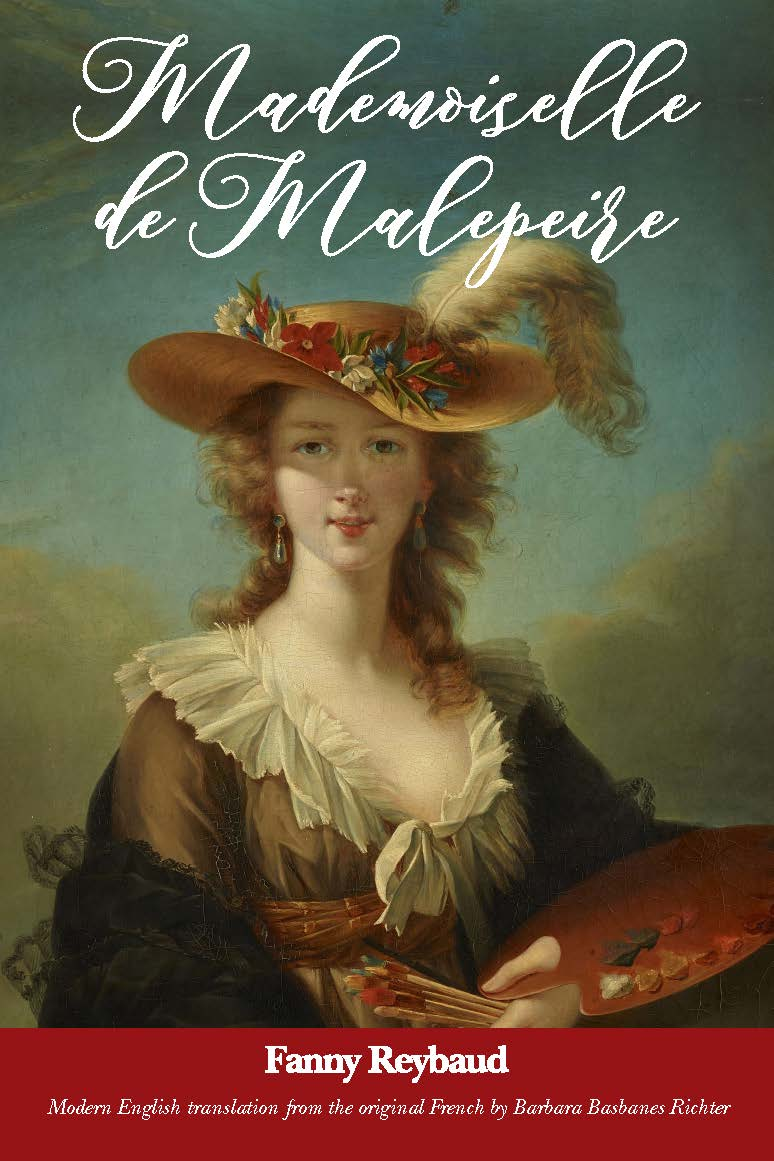 Mademoiselle
de Malepeire
Fanny Reybaud
Modern English translation from the original French by Barbara Basbanes Richter